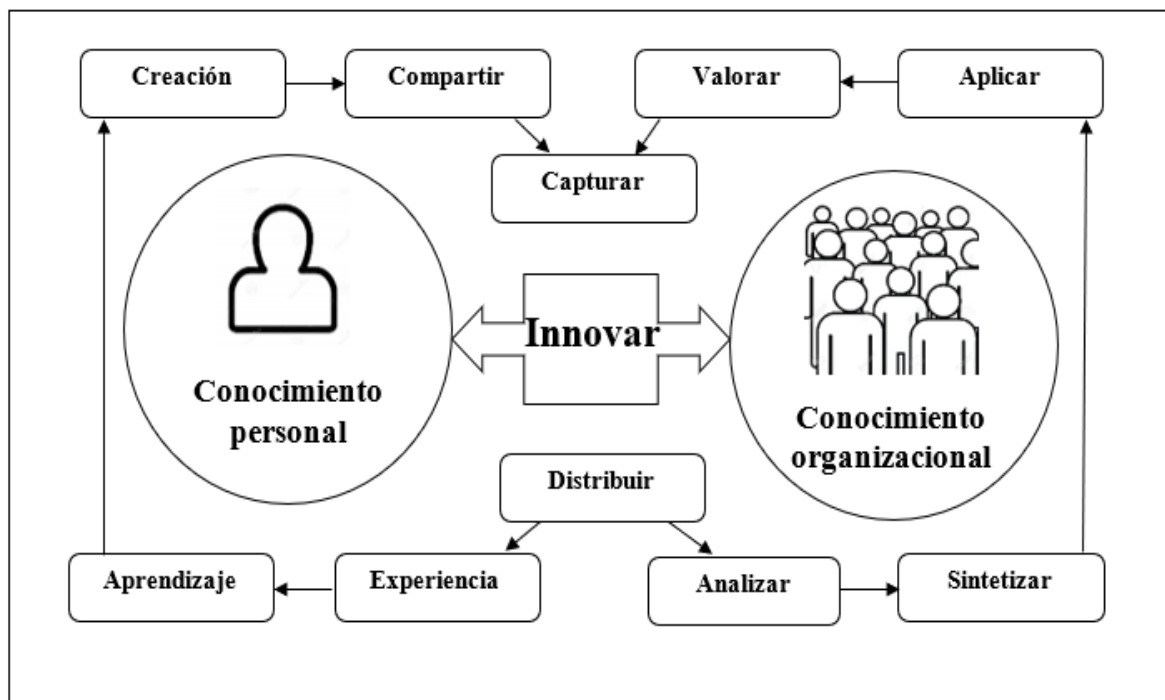 Creación
Compartir
Valorar
Aplicar
Capturar
Innovar
Conocimiento
personal
Conocimiento
organizacional
Distribuir
Aprendizaje
Experiencia
Analizar
Sintetizar